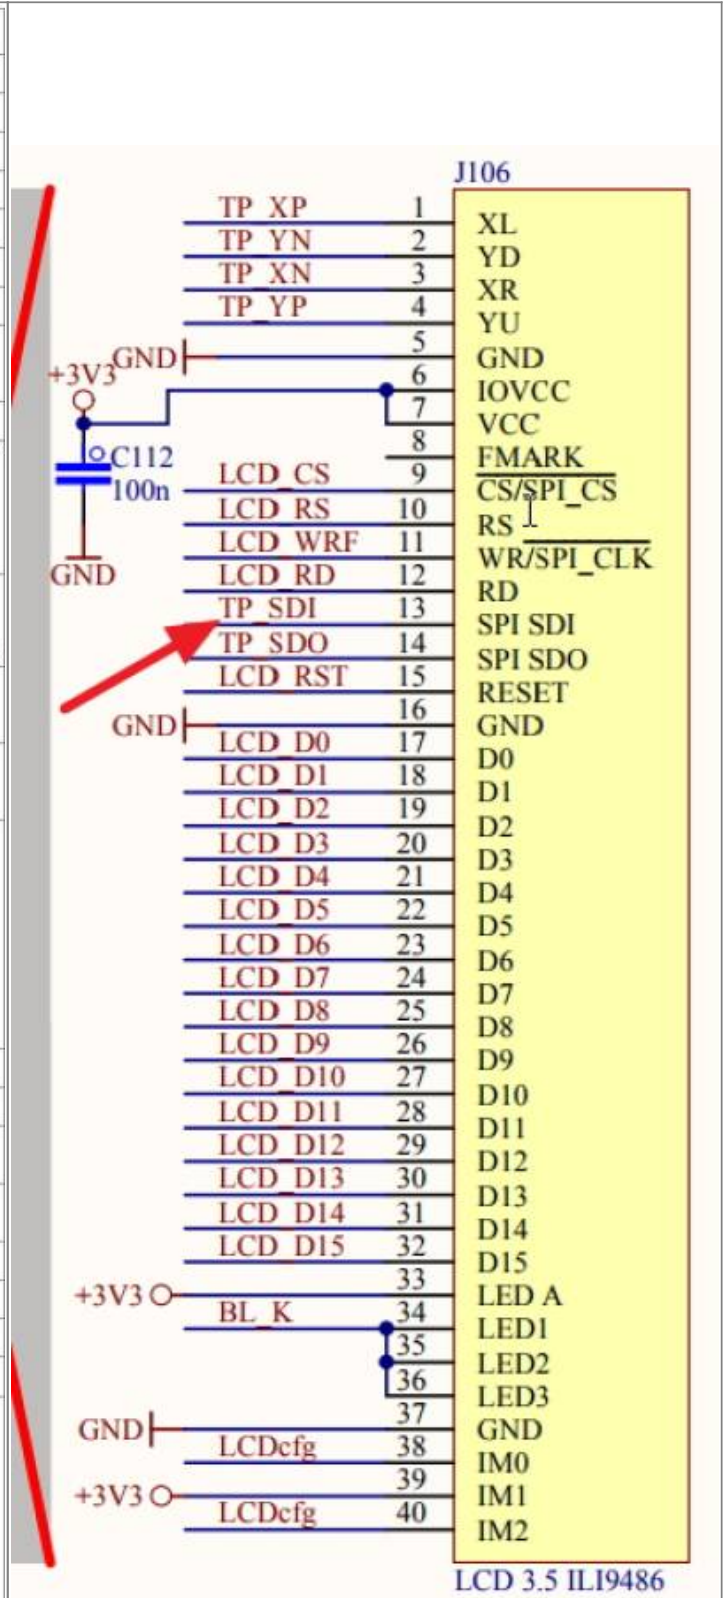 J106
TP_XP 1 XL
TP_YN 2 YD
TP_XN 3 XR
TP_YP 4 YU
GND 5 GND
+3V3 6 IOVCC
7 VCC
8 FMARK
C112
100n
GND
LCD_CS 9 CS/SPI_CS
LCD_RS 10 RS
LCD_WRF 11 WR/SPI_CLK
LCD_RD 12 RD
TP_SDI 13 SPI SDI
TP_SDO 14 SPI SDO
LCD_RST 15 RESET
GND 16 GND
LCD_D0 17 D0
LCD_D1 18 D1
LCD_D2 19 D2
LCD_D3 20 D3
LCD_D4 21 D4
LCD_D5 22 D5
LCD_D6 23 D6
LCD_D7 24 D7
LCD_D8 25 D8
LCD_D9 26 D9
LCD_D10 27 D10
LCD_D11 28 D11
LCD_D12 29 D12
LCD_D13 30 D13
LCD_D14 31 D14
LCD_D15 32 D15
+3V3 33 LED A
BL_K 34 LED1
35 LED2
36 LED3
GND 37 GND
LCDcfg 38 IM0
+3V3 39 IM1
LCDcfg 40 IM2
LCD 3.5 ILI9486